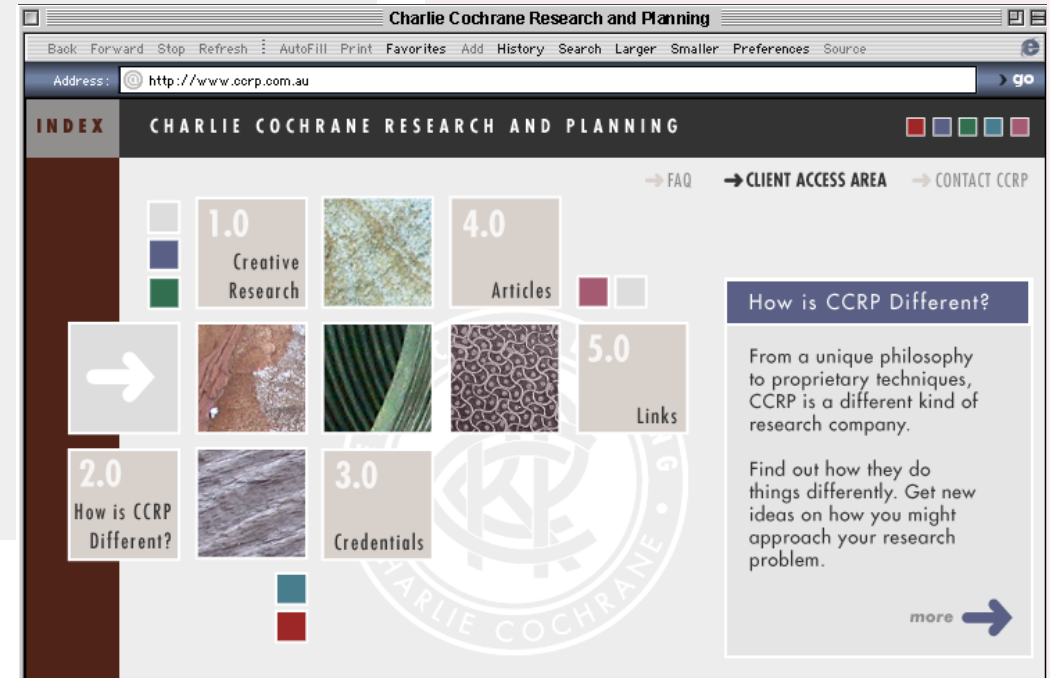 Charlie Cochrane Research and Planning
Back Forward Stop Refresh AutoFill Print Favorites Add History Search Larger Smaller Preferences Source
Address: @ http://www.ccrp.com.au go
INDEX CHARLIE COCHRANE RESEARCH AND PLANNING
FAQ CLIENT ACCESS AREA CONTACT CCRP
1.0
Creative
Research
4.0
Articles
5.0
Links
2.0
How is CCRP
Different?
3.0
Credentials
CHARLIE COCHRANE
How is CCRP Different?
From a unique philosophy
to proprietary techniques,
CCRP is a different kind of
research company.
Find out how they do
things differently. Get new
ideas on how you might
approach your research
problem.
more